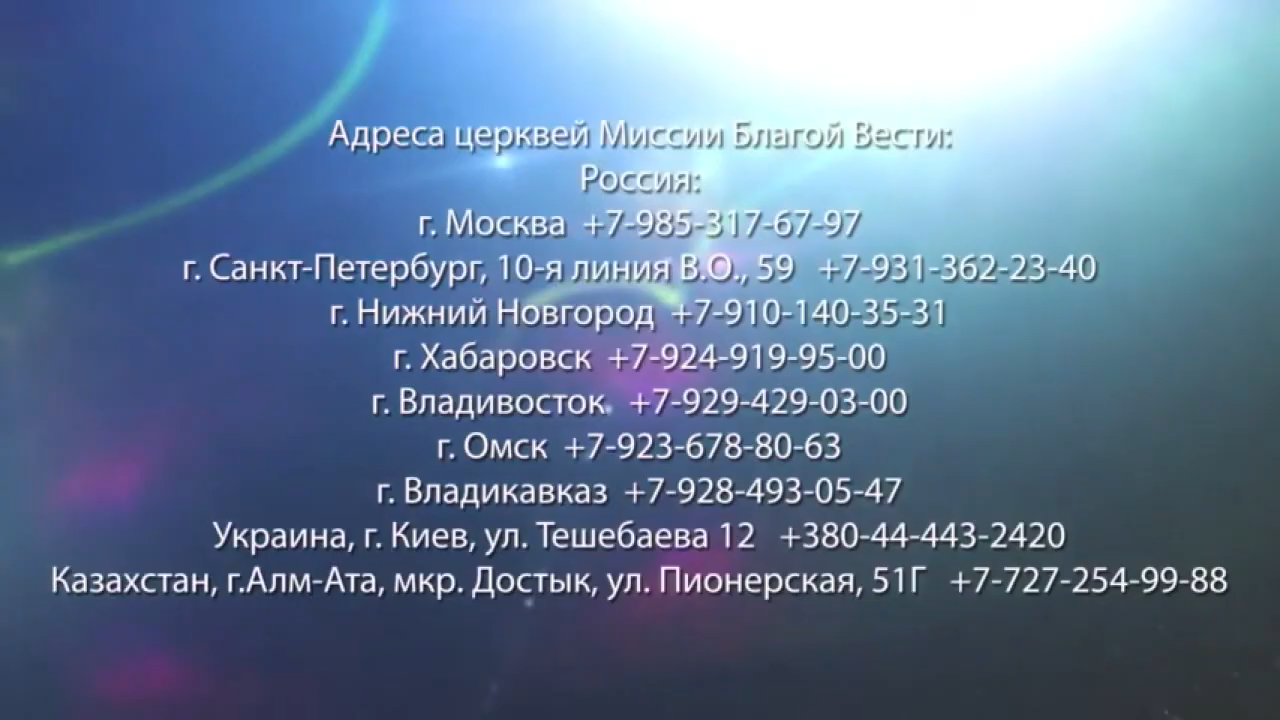 Адреса церквей Миссии Благой Вести:
Россия:
г. Москва +7-985-317-67-97
г. Санкт-Петербург, 10-я линия В.О., 59 +7-931-362-23-40
г. Нижний Новгород +7-910-140-35-31
г. Хабаровск +7-924-919-95-00
г. Владивосток +7-929-429-03-00
г. Омск +7-923-678-80-63
г. Владикавказ +7-928-493-05-47
Украина, г. Киев, ул. Тешебаева 12 +380-44-443-2420
Казахстан, г.Алм-Ата, мкр. Достык, ул. Пионерская, 51Г +7-727-254-99-88